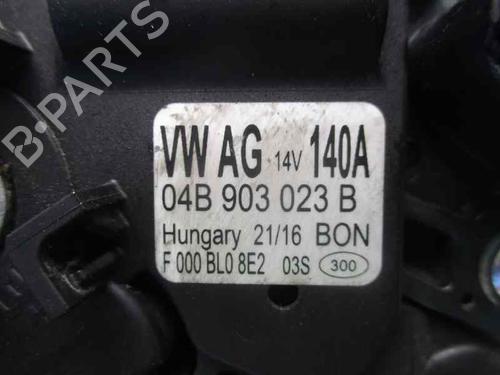 B-PARTS
VW AG 14V 140A
04B 903 023 B
Hungary 21/16 BON
F 000 BL0 8E2 03S 300